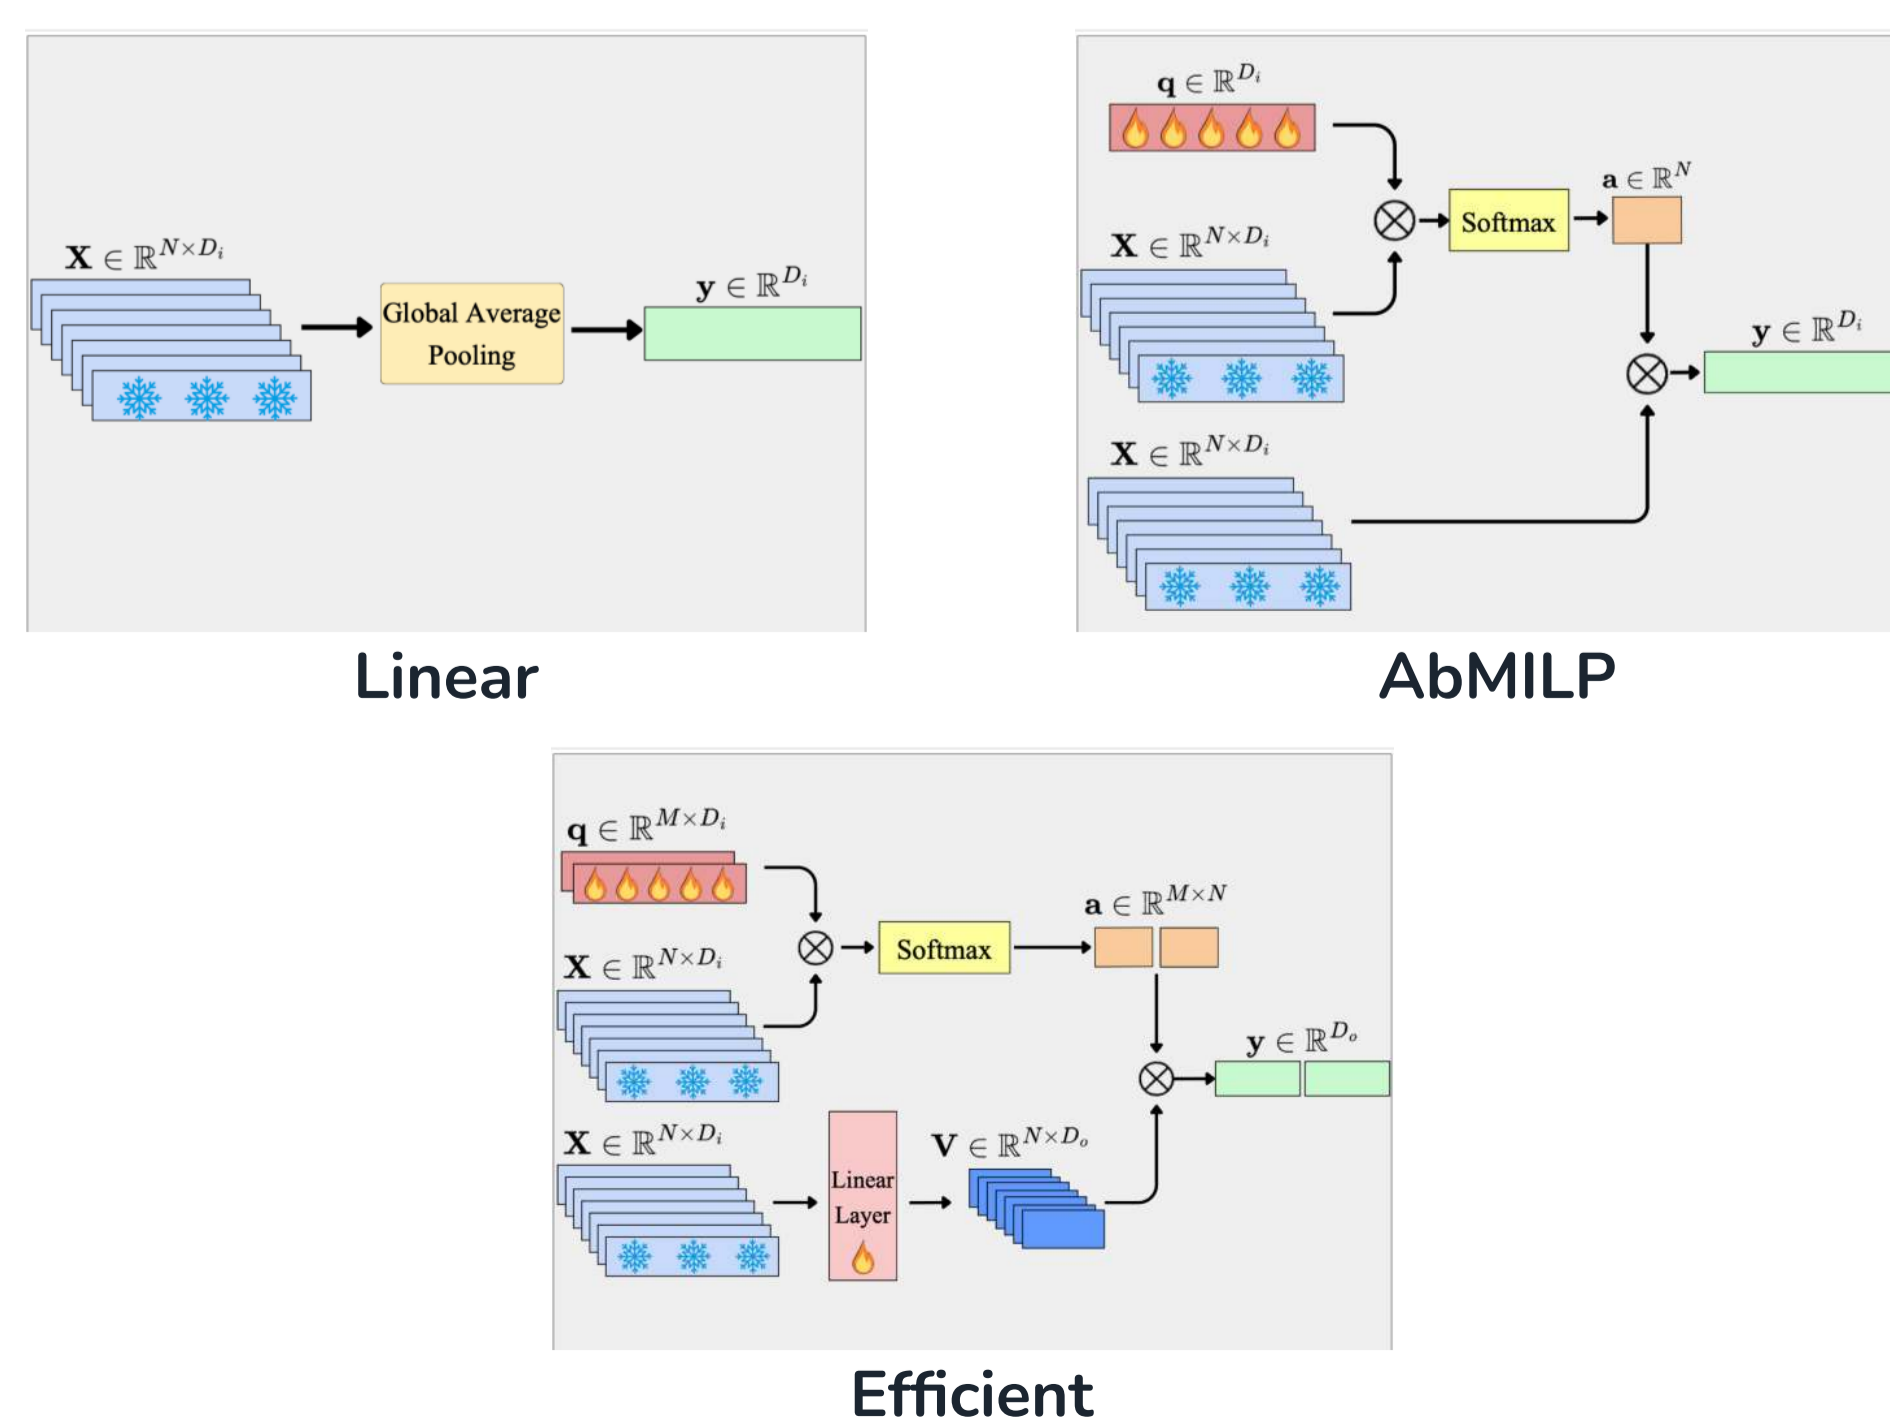 𝐗 ∈ ℝ^{N×D_i}
Global Average
Pooling
𝐲 ∈ ℝ^{D_i}
Linear
𝐪 ∈ ℝ^{D_i}
𝐗 ∈ ℝ^{N×D_i}
Softmax
𝐚 ∈ ℝ^N
𝐗 ∈ ℝ^{N×D_i}
𝐲 ∈ ℝ^{D_i}
AbMILP
𝐪 ∈ ℝ^{M×D_i}
𝐗 ∈ ℝ^{N×D_i}
Softmax
𝐚 ∈ ℝ^{M×N}
𝐗 ∈ ℝ^{N×D_i}
Linear
Layer
𝐕 ∈ ℝ^{N×D_o}
𝐲 ∈ ℝ^{D_o}
Efficient